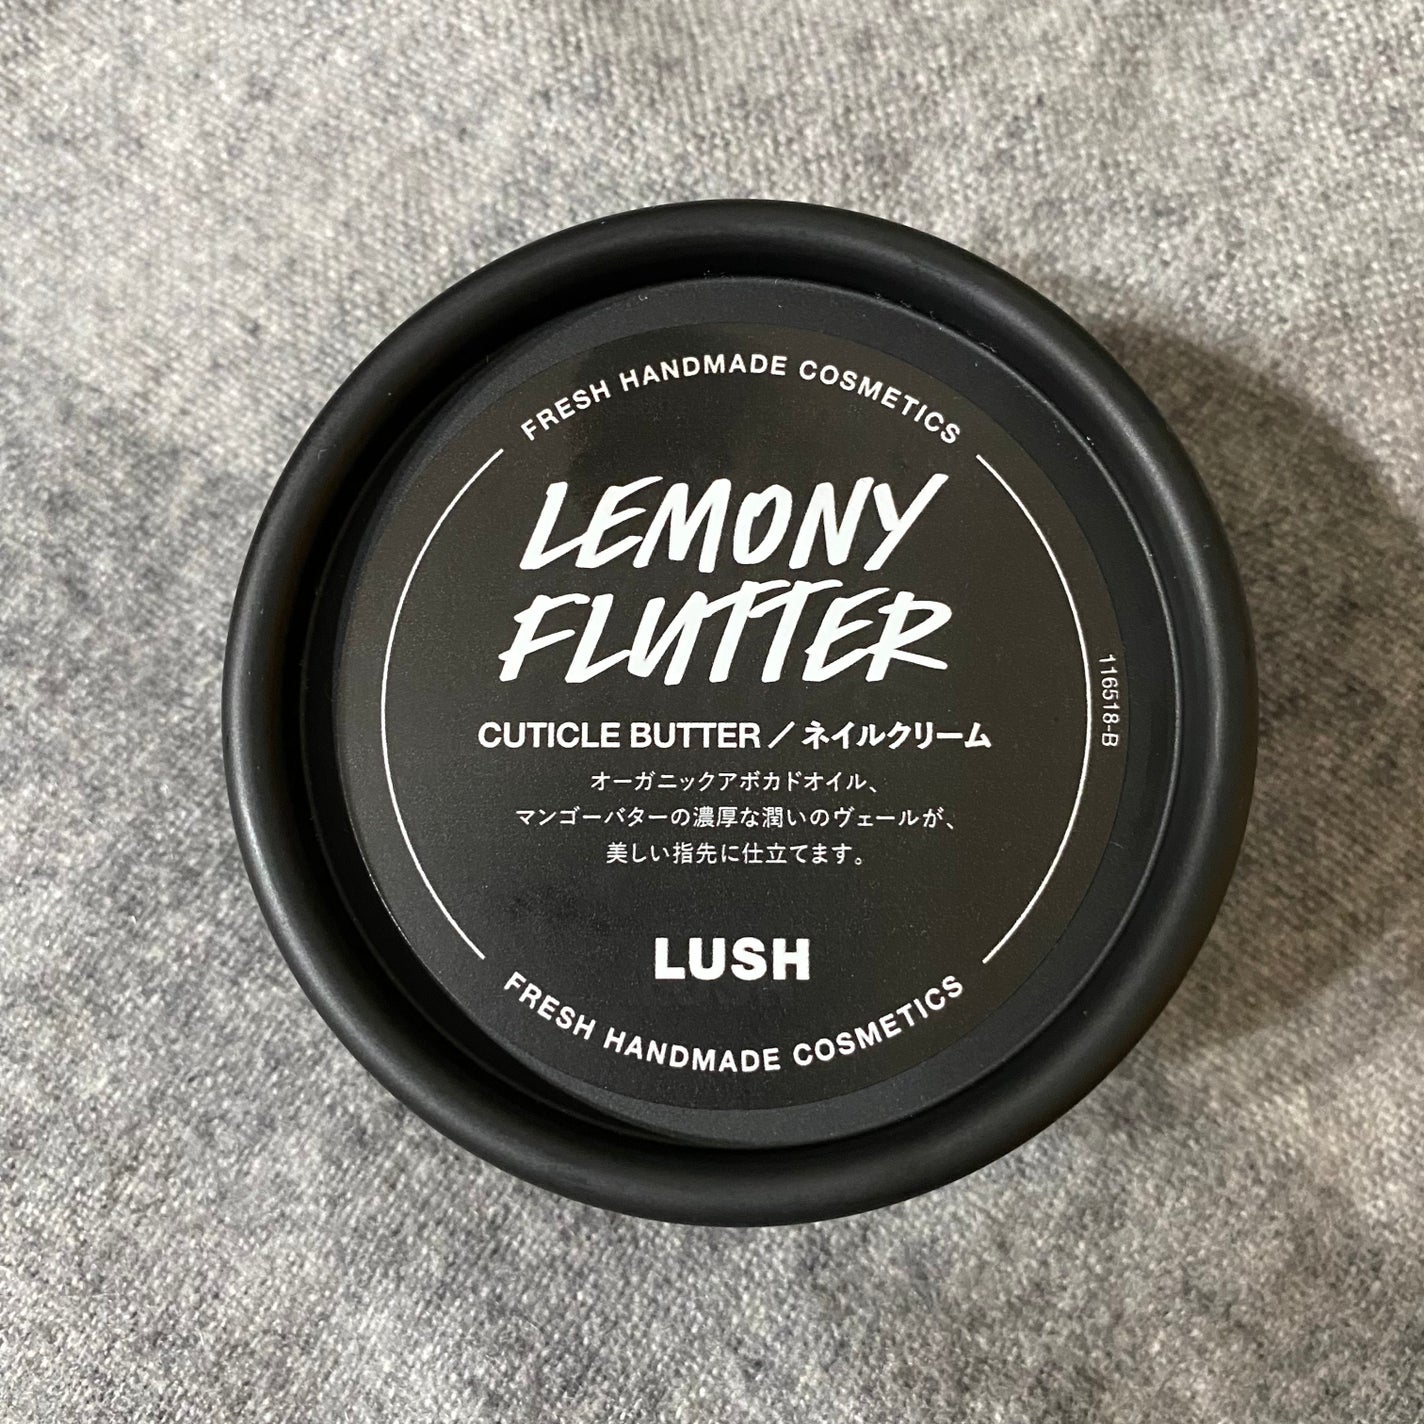 FRESH HANDMADE COSMETICS
LEMONY
FLUTTER
CUTICLE BUTTER／ネイルクリーム
オーガニックアボカドオイル、
マンゴーバターの濃厚な潤いのヴェールが、
美しい指先に仕立てます。
LUSH
FRESH HANDMADE COSMETICS
116518-B